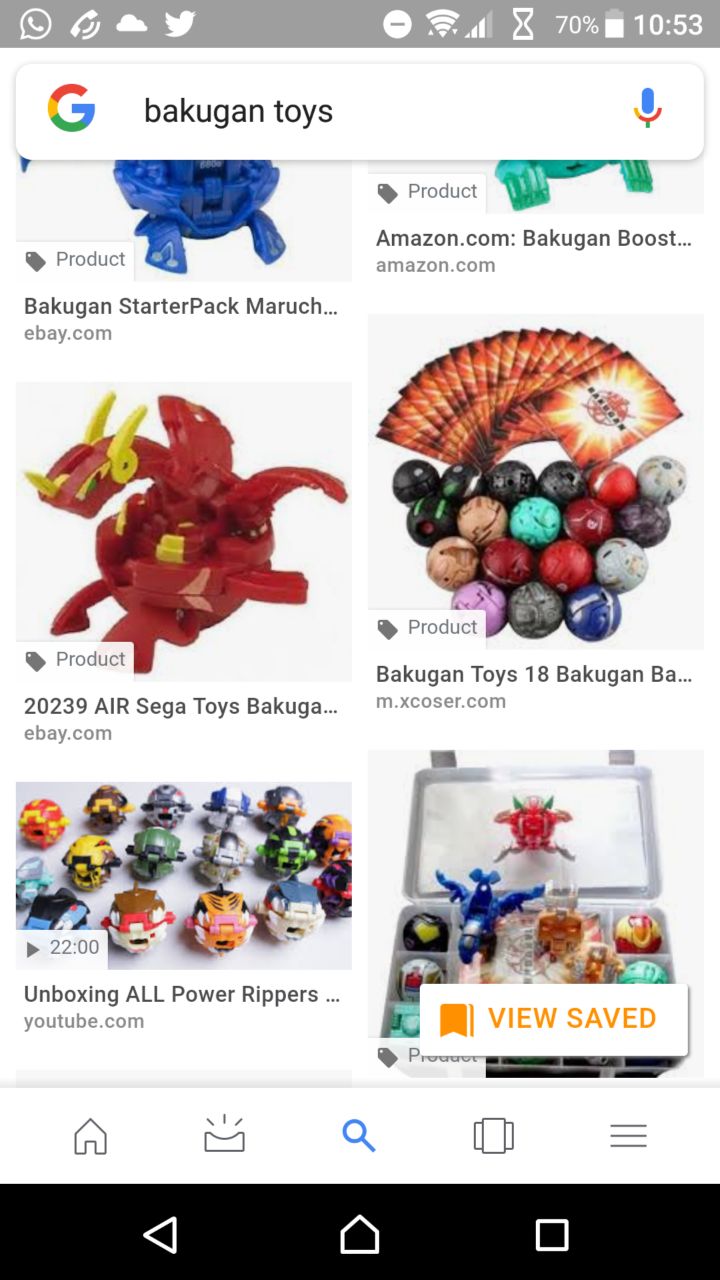 70% 10:53
bakugan toys
Product
Bakugan StarterPack Maruch...
ebay.com
Product
Amazon.com: Bakugan Boost...
amazon.com
Product
20239 AIR Sega Toys Bakuga...
ebay.com
BAKUGAN
Product
Bakugan Toys 18 Bakugan Ba...
m.xcoser.com
22:00
Unboxing ALL Power Rippers ...
youtube.com
VIEW SAVED
Product